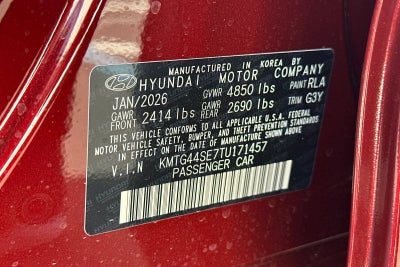 MANUFACTURED IN KOREA BY
HYUNDAI MOTOR COMPANY
JAN/2026 GVWR 4850 lbs PAINT RLA
GAWR FRONT 2414 lbs GAWR REAR 2690 lbs TRIM G3Y
THIS VEHICLE CONFORMS TO ALL APPLICABLE U.S.A. FEDERAL
MOTOR VEHICLE SAFETY, BUMPER, AND THEFT PREVENTION
STANDARDS IN EFFECT ON THE DATE OF MANUFACTURE SHOWN ABOVE.
V.I.N KMTG44SE7TU171457
PASSENGER CAR